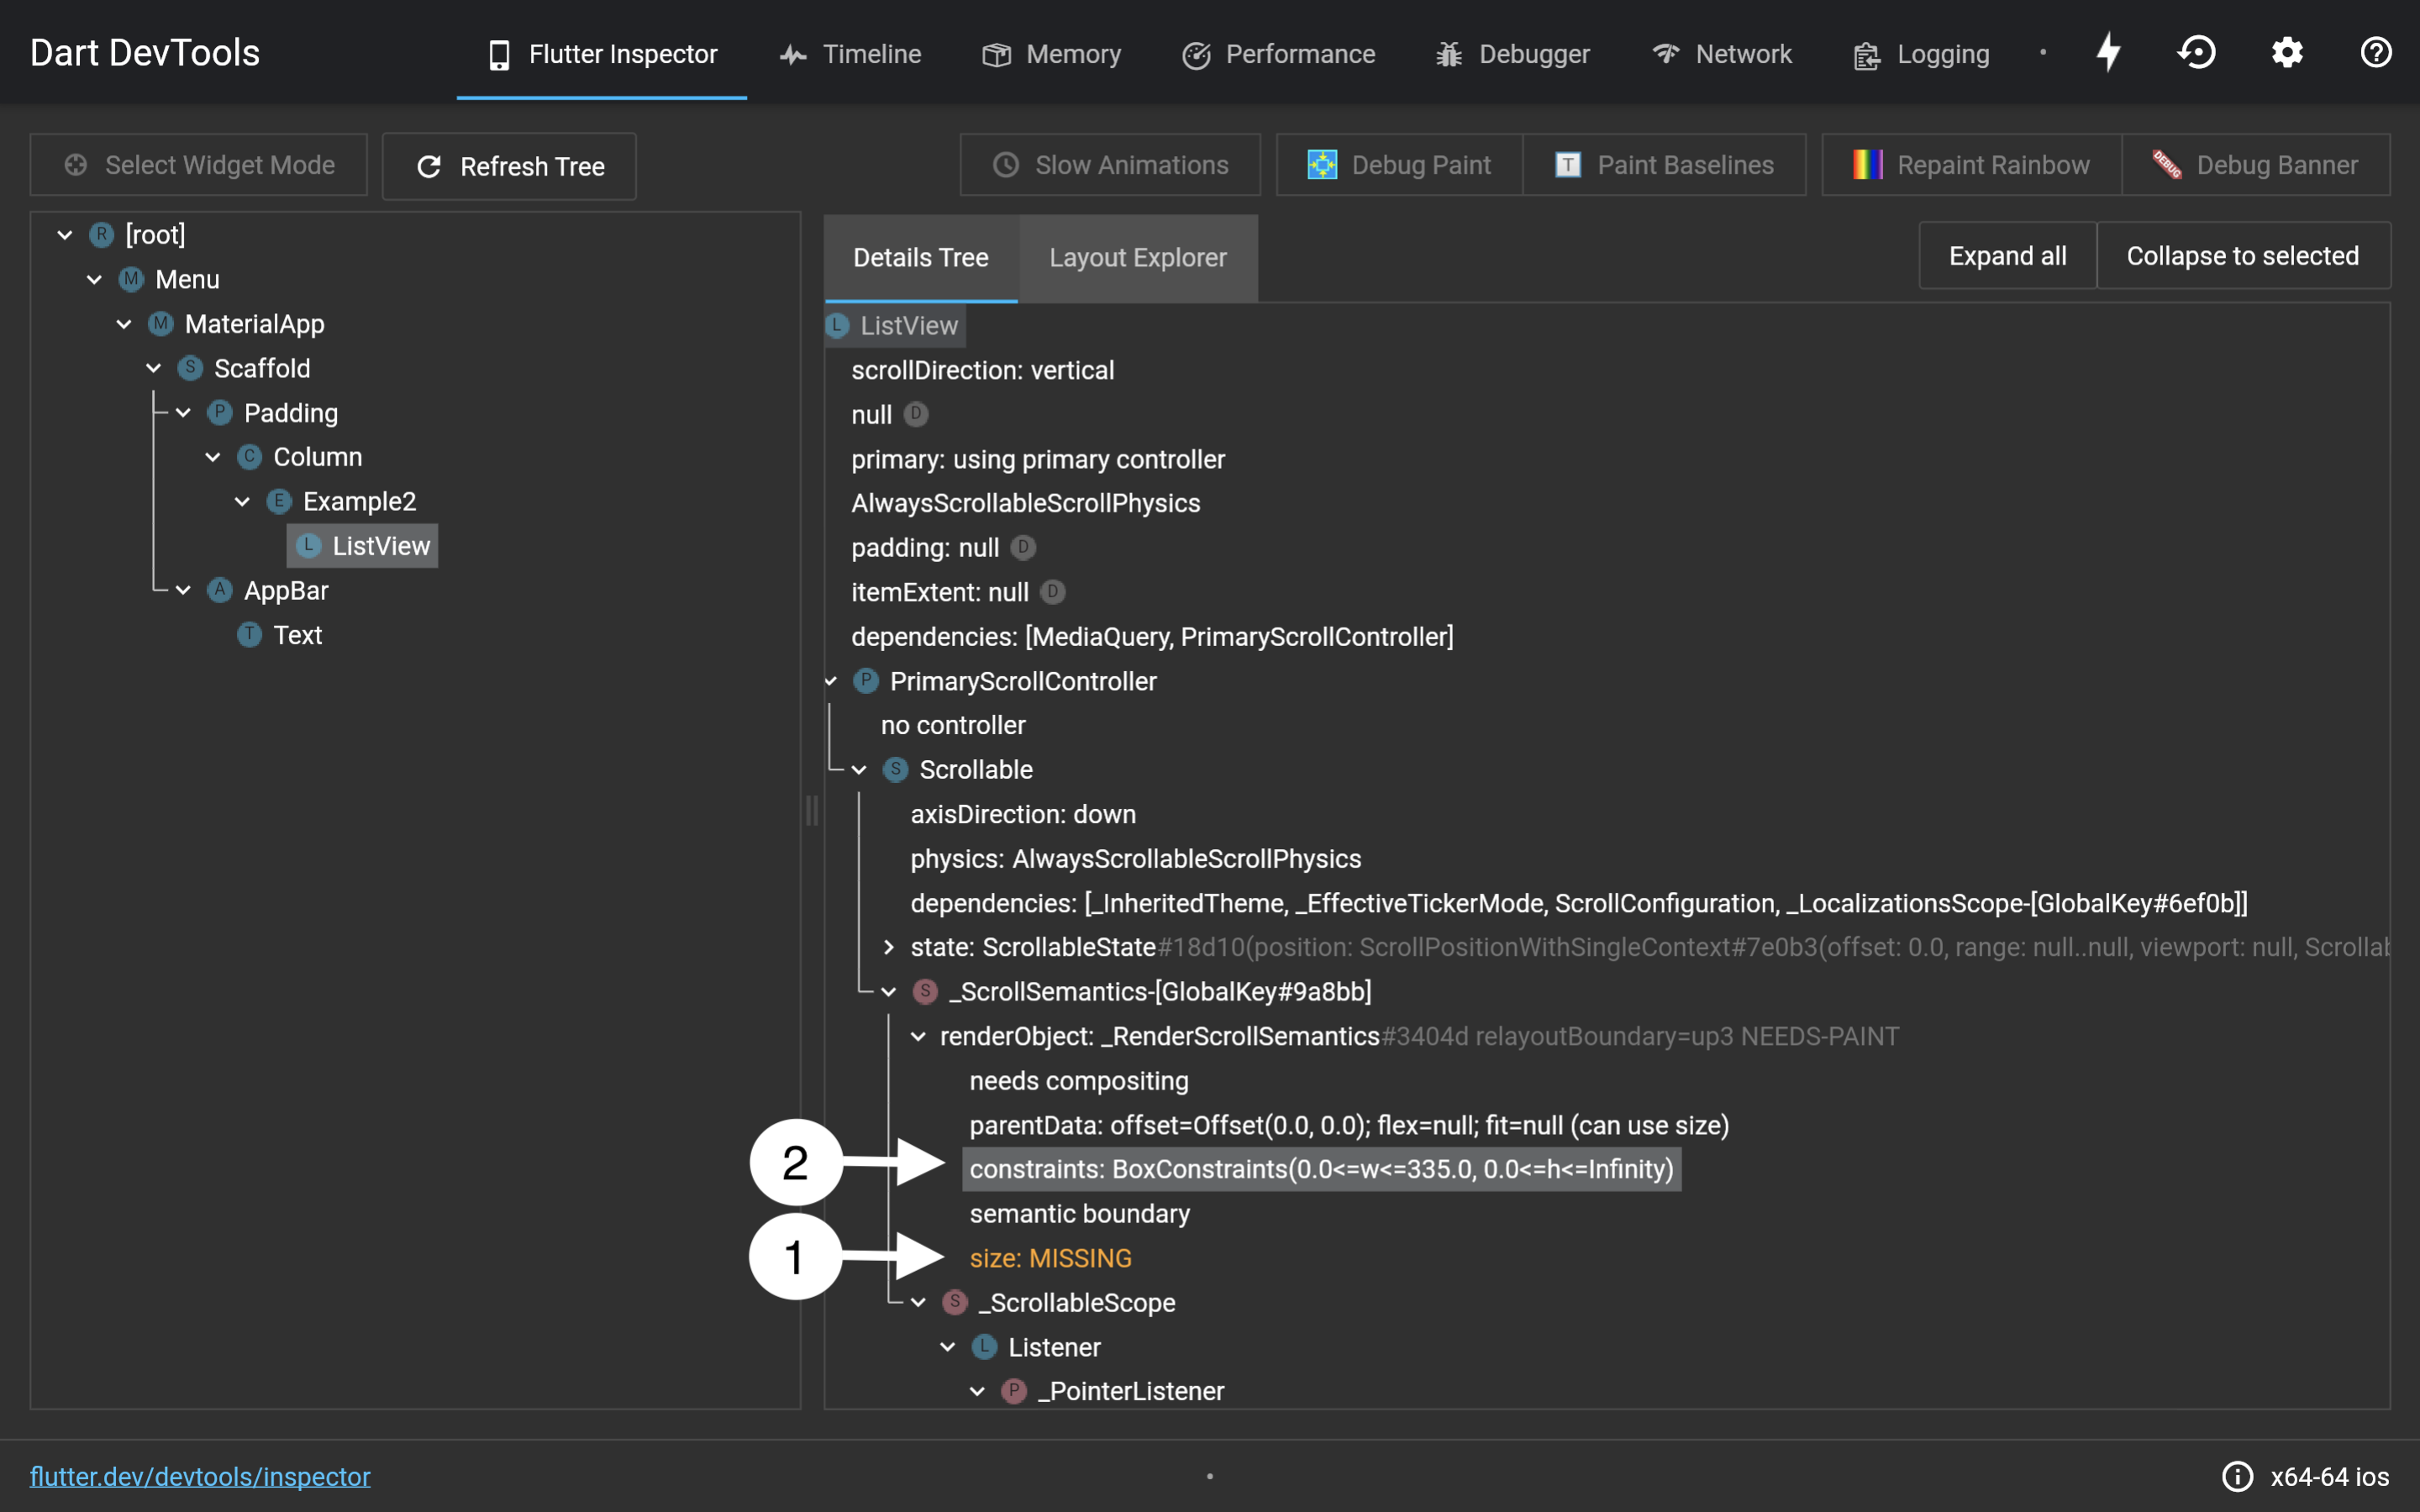 Dart DevTools
Flutter Inspector
Timeline
Memory
Performance
Debugger
Network
Logging
Select Widget Mode
Refresh Tree
Slow Animations
Debug Paint
T Paint Baselines
Repaint Rainbow
DEBUG Debug Banner
R [root]
M Menu
M MaterialApp
S Scaffold
P Padding
C Column
E Example2
L ListView
A AppBar
T Text
Details Tree
Layout Explorer
Expand all
Collapse to selected
L ListView
scrollDirection: vertical
null D
primary: using primary controller
AlwaysScrollableScrollPhysics
padding: null D
itemExtent: null D
dependencies: [MediaQuery, PrimaryScrollController]
P PrimaryScrollController
no controller
S Scrollable
axisDirection: down
physics: AlwaysScrollableScrollPhysics
dependencies: [_InheritedTheme, _EffectiveTickerMode, ScrollConfiguration, _LocalizationsScope-[GlobalKey#6ef0b]]
state: ScrollableState#18d10(position: ScrollPositionWithSingleContext#7e0b3(offset: 0.0, range: null..null, viewport: null, Scrollab
S _ScrollSemantics-[GlobalKey#9a8bb]
renderObject: _RenderScrollSemantics#3404d relayoutBoundary=up3 NEEDS-PAINT
needs compositing
parentData: offset=Offset(0.0, 0.0); flex=null; fit=null (can use size)
2 constraints: BoxConstraints(0.0<=w<=335.0, 0.0<=h<=Infinity)
semantic boundary
1 size: MISSING
S _ScrollableScope
L Listener
P _PointerListener
flutter.dev/devtools/inspector
x64-64 ios